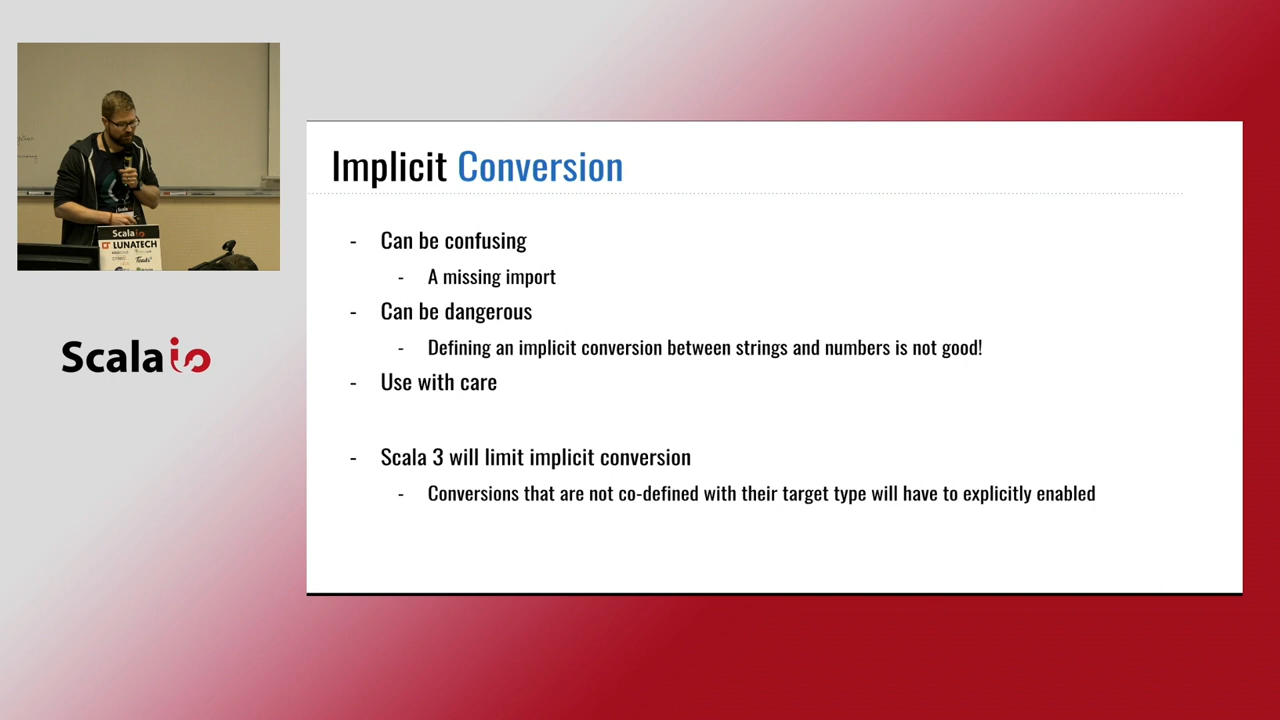 Implicit Conversion
- Can be confusing
- A missing import
- Can be dangerous
- Defining an implicit conversion between strings and numbers is not good!
- Use with care
- Scala 3 will limit implicit conversion
- Conversions that are not co-defined with their target type will have to explicitly enabled
Scalaio
LUNATECH
Scalaio